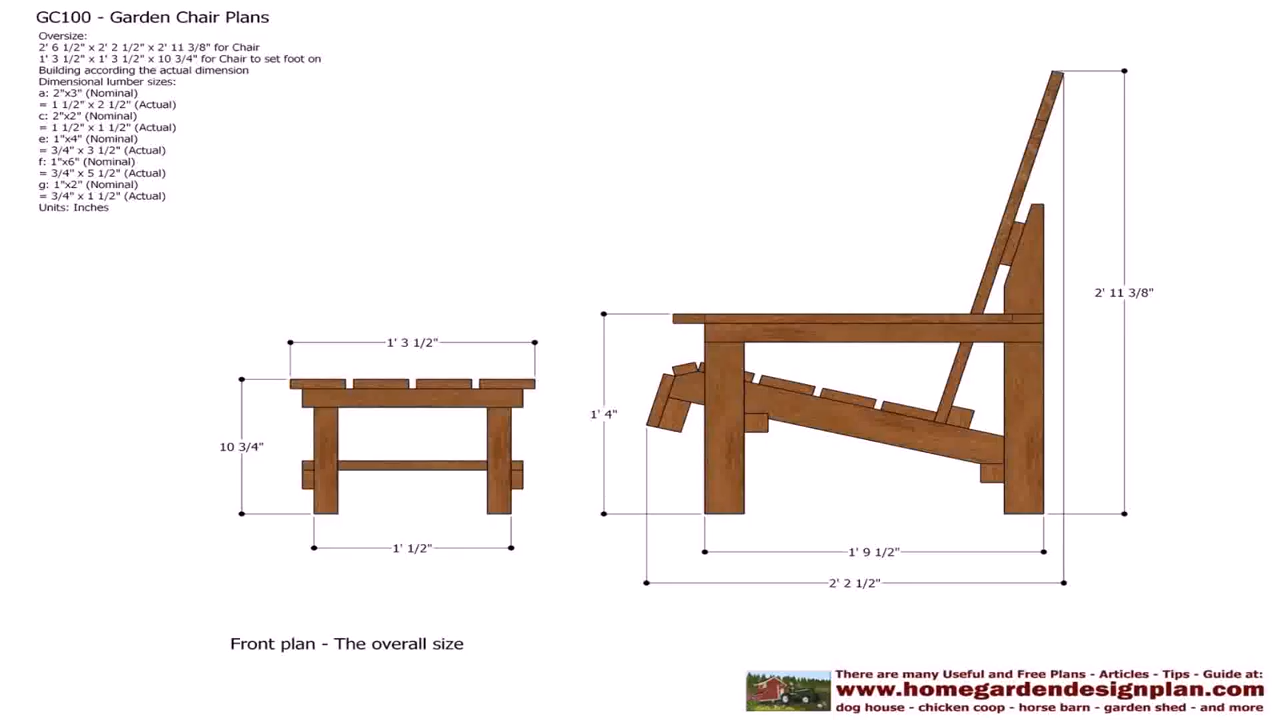 GC100 - Garden Chair Plans
Oversize:
2' 6 1/2" x 2' 2 1/2" x 2' 11 3/8" for Chair
1' 3 1/2" x 1' 3 1/2" x 10 3/4" for Chair to set foot on
Building according the actual dimension
Dimensional lumber sizes:
a: 2"x3" (Nominal)
= 1 1/2" x 2 1/2" (Actual)
c: 2"x2" (Nominal)
= 1 1/2" x 1 1/2" (Actual)
e: 1"x4" (Nominal)
= 3/4" x 3 1/2" (Actual)
f: 1"x6" (Nominal)
= 3/4" x 5 1/2" (Actual)
g: 1"x2" (Nominal)
= 3/4" x 1 1/2" (Actual)
Units: Inches
2' 11 3/8"
1' 3 1/2"
1' 4"
10 3/4"
1' 1/2"
1' 9 1/2"
2' 2 1/2"
Front plan - The overall size
There are many Useful and Free Plans - Articles - Tips - Guide at:
www.homegardendesignplan.com
dog house - chicken coop - horse barn - garden shed - and more